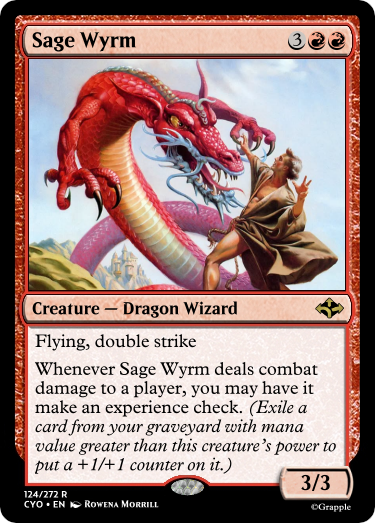 Sage Wyrm 3
Creature — Dragon Wizard
Flying, double strike
Whenever Sage Wyrm deals combat
damage to a player, you may have it
make an experience check. (Exile a
card from your graveyard with mana
value greater than this creature's power to
put a +1/+1 counter on it.)
3/3
124/272 R
CYO • EN Rowena Morrill
©Grapple